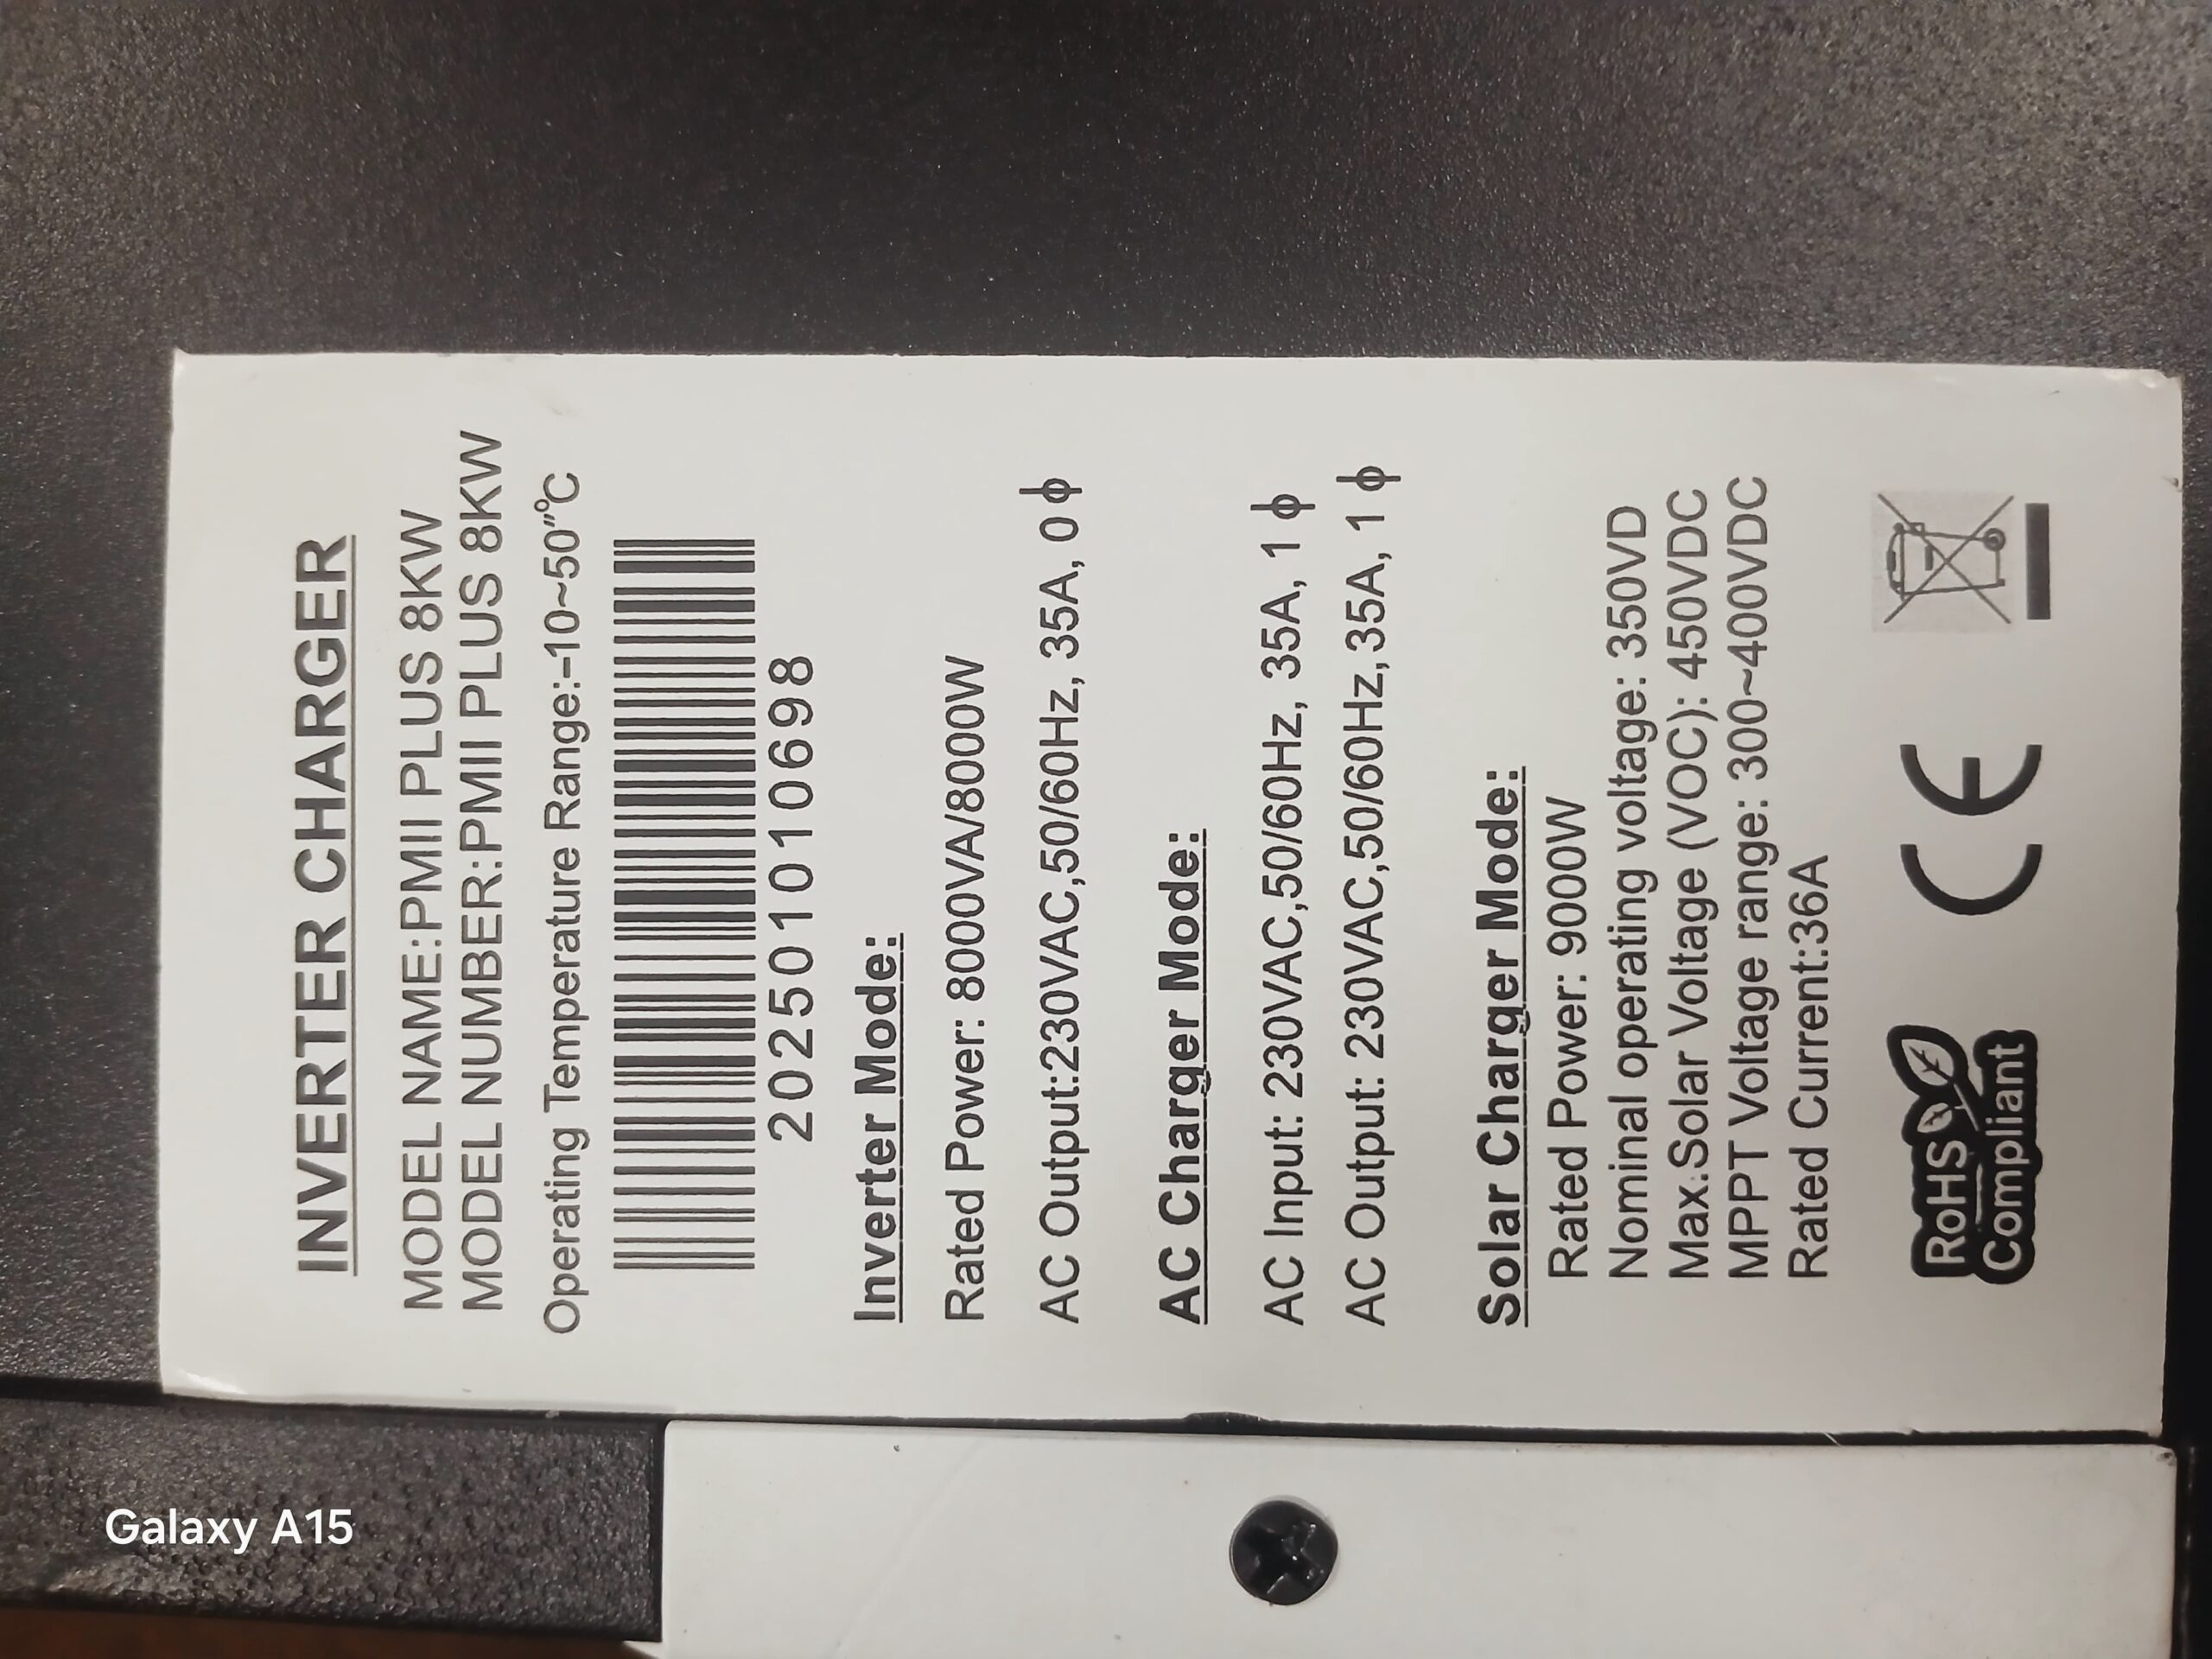 INVERTER CHARGER
MODEL NAME:PMII PLUS 8KW
MODEL NUMBER:PMII PLUS 8KW
Operating Temperature Range:-10~50"℃
20250101010698
Inverter Mode:
Rated Power: 8000VA/8000W
AC Output:230VAC,50/60Hz, 35A, 0 ϕ
AC Charger Mode:
AC Input: 230VAC,50/60Hz, 35A, 1 ϕ
AC Output: 230VAC,50/60Hz,35A, 1 ϕ
Solar Charger Mode:
Rated Power: 9000W
Nominal operating voltage: 350VD
Max.Solar Voltage (VOC): 450VDC
MPPT Voltage range: 300~400VDC
Rated Current:36A
RoHS
Compliant
CE
Galaxy A15